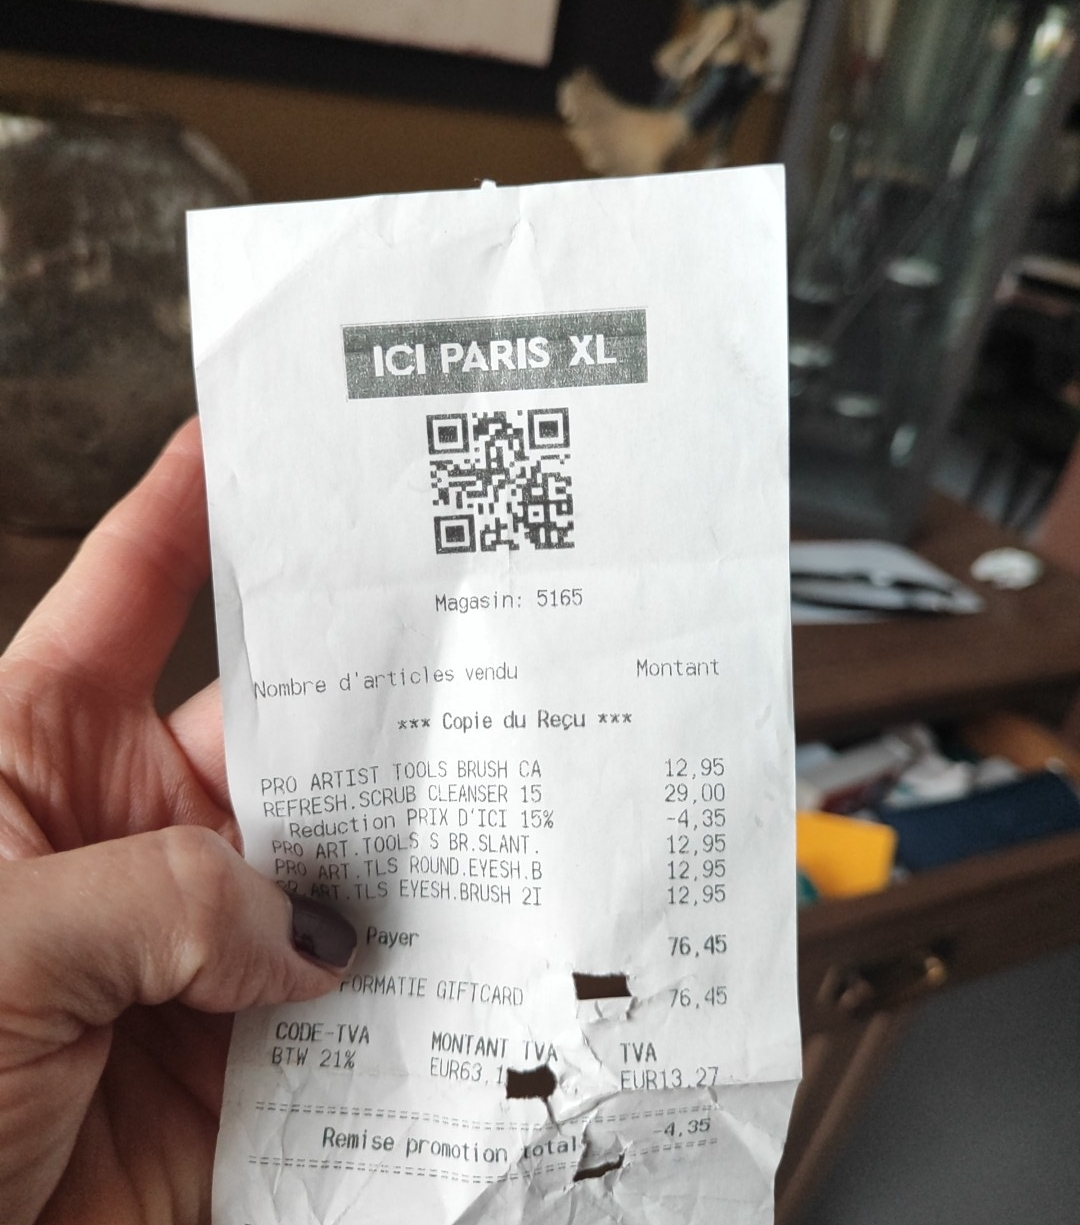 ICI PARIS XL
Magasin: 5165
Nombre d'articles vendu Montant
*** Copie du Reçu ***
PRO ARTIST TOOLS BRUSH CA 12,95
REFRESH.SCRUB CLEANSER 15 29,00
Reduction PRIX D'ICI 15% -4,35
PRO ART.TOOLS S BR.SLANT. 12,95
PRO ART.TLS ROUND.EYESH.B 12,95
ART.TLS EYESH.BRUSH 2I 12,95
Payer 76,45
FORMATIE GIFTCARD 76,45
CODE-TVA MONTANT TVA TVA
BTW 21% EUR63,1 EUR13,27
Remise promotion total -4,35